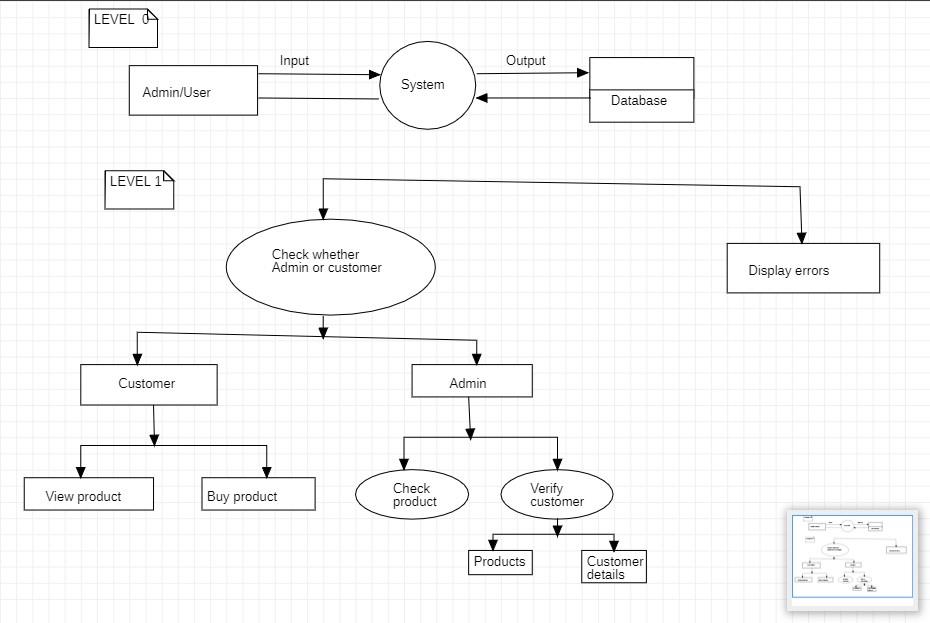 LEVEL 0
Input
Output
Admin/User
System
Database
LEVEL 1
Check whether
Admin or customer
Display errors
Customer
Admin
View product
Buy product
Check
product
Verify
customer
Products
Customer
details